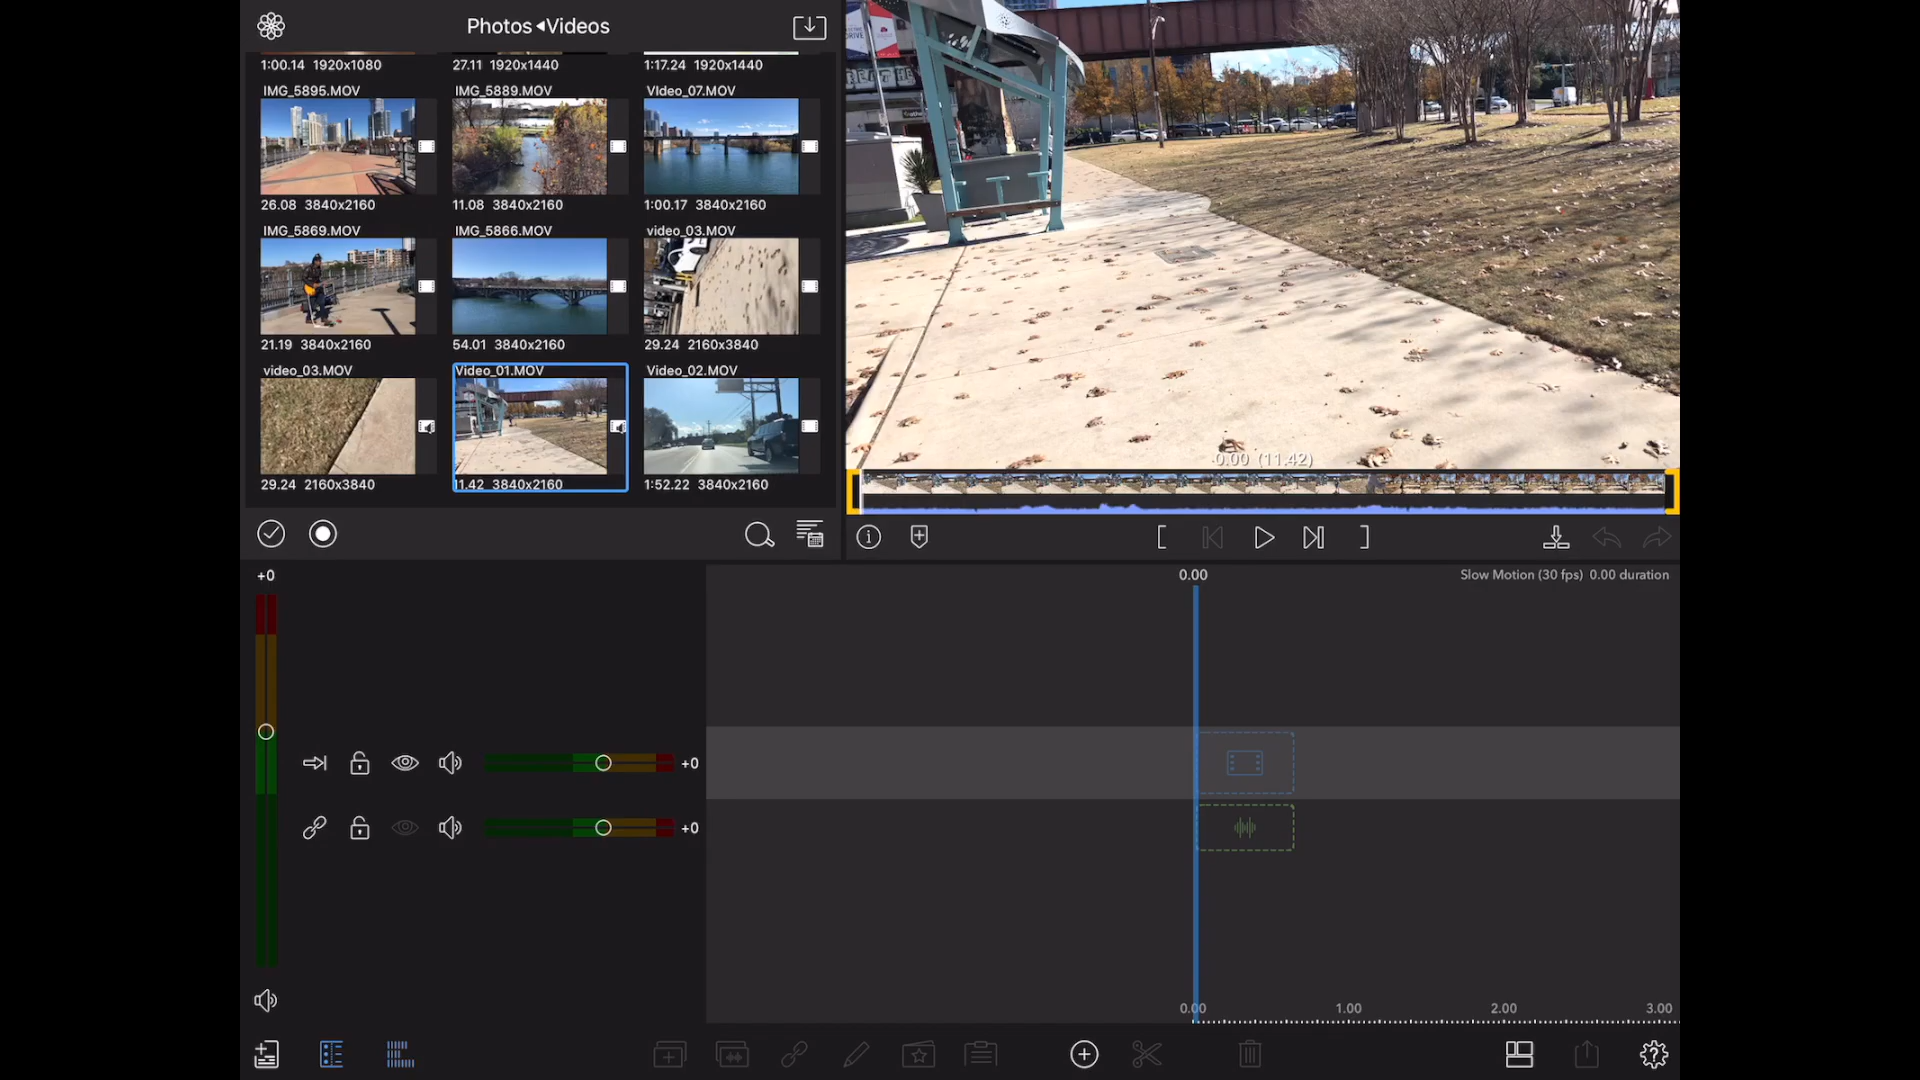 Photos◂Videos
1:00.14 1920x1080
27.11 1920x1440
1:17.24 1920x1440
IMG_5895.MOV
IMG_5889.MOV
VIdeo_07.MOV
26.08 3840x2160
11.08 3840x2160
1:00.17 3840x2160
IMG_5869.MOV
IMG_5866.MOV
video_03.MOV
21.19 3840x2160
54.01 3840x2160
29.24 2160x3840
video_03.MOV
Video_01.MOV
Video_02.MOV
29.24 2160x3840
11.42 3840x2160
1:52.22 3840x2160
DRIVE
0.00 (11.42)
+0
0.00
Slow Motion (30 fps) 0.00 duration
+0
+0
0.00
1.00
2.00
3.00